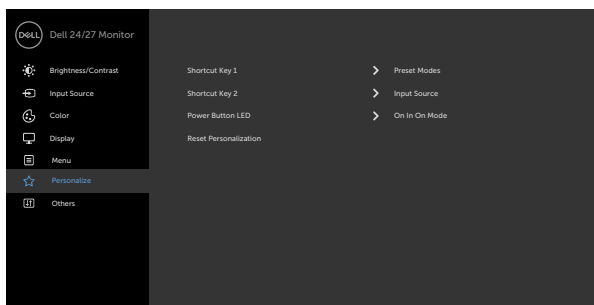 DELL Dell 24/27 Monitor
Brightness/Contrast
Input Source
Color
Display
Menu
Personalize
Others
Shortcut Key 1 Preset Modes
Shortcut Key 2 Input Source
Power Button LED On In On Mode
Reset Personalization